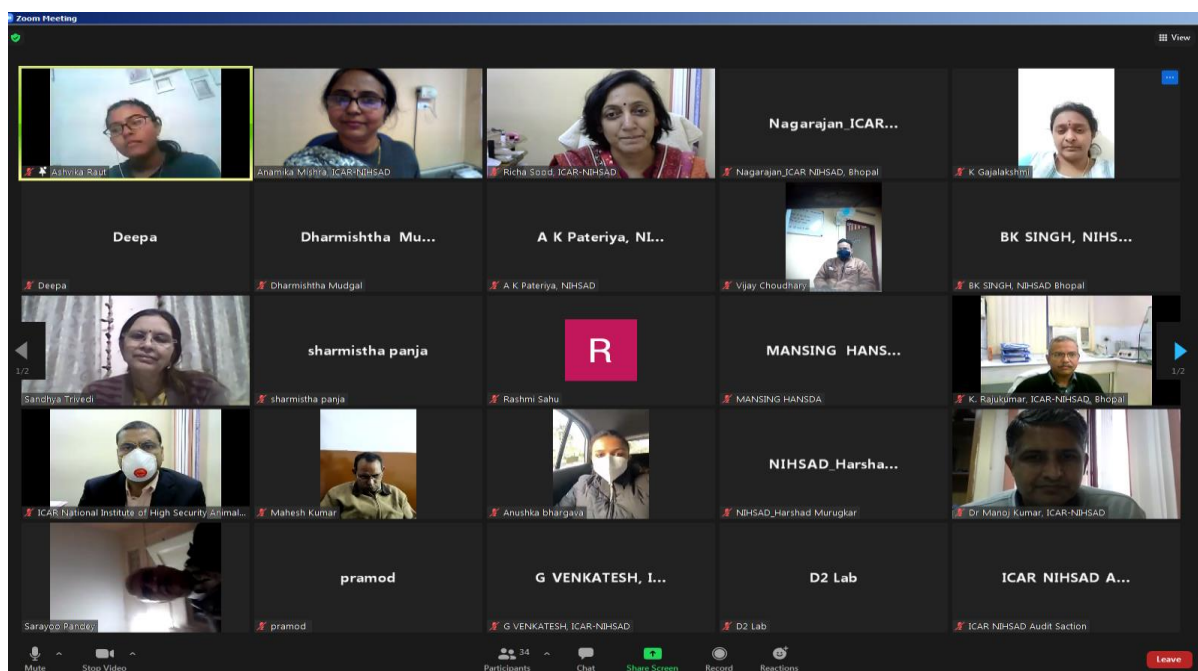 Zoom Meeting
View
Ashvika Raut
Anamika Mishra, ICAR-NIHSAD
Richa Sood, ICAR-NIHSAD
Nagarajan_ICAR...
Nagarajan_ICAR NIHSAD, Bhopal
K Gajalakshmi
Deepa
Deepa
Dharmishtha Mu...
Dharmishtha Mudgal
A K Pateriya, NI...
A K Pateriya, NIHSAD
Vijay Choudhary
BK SINGH, NIHS...
BK SINGH, NIHSAD Bhopal
1/2
Sandhya Trivedi
sharmistha panja
sharmistha panja
R
Rashmi Sahu
MANSING HANS...
MANSING HANSDA
K. Rajukumar, ICAR-NIHSAD, Bhopal
1/2
ICAR National Institute of High Security Animal...
Mahesh Kumar
Anushka bhargava
NIHSAD_Harsha...
NIHSAD_Harshad Murugkar
Dr Manoj Kumar, ICAR-NIHSAD
Sarayoo Pandey
pramod
pramod
G VENKATESH, I...
G VENKATESH, ICAR-NIHSAD
D2 Lab
D2 Lab
ICAR NIHSAD A...
ICAR NIHSAD Audit Saction
Mute
Stop Video
34
Participants
Chat
Share Screen
Record
Reactions
Leave